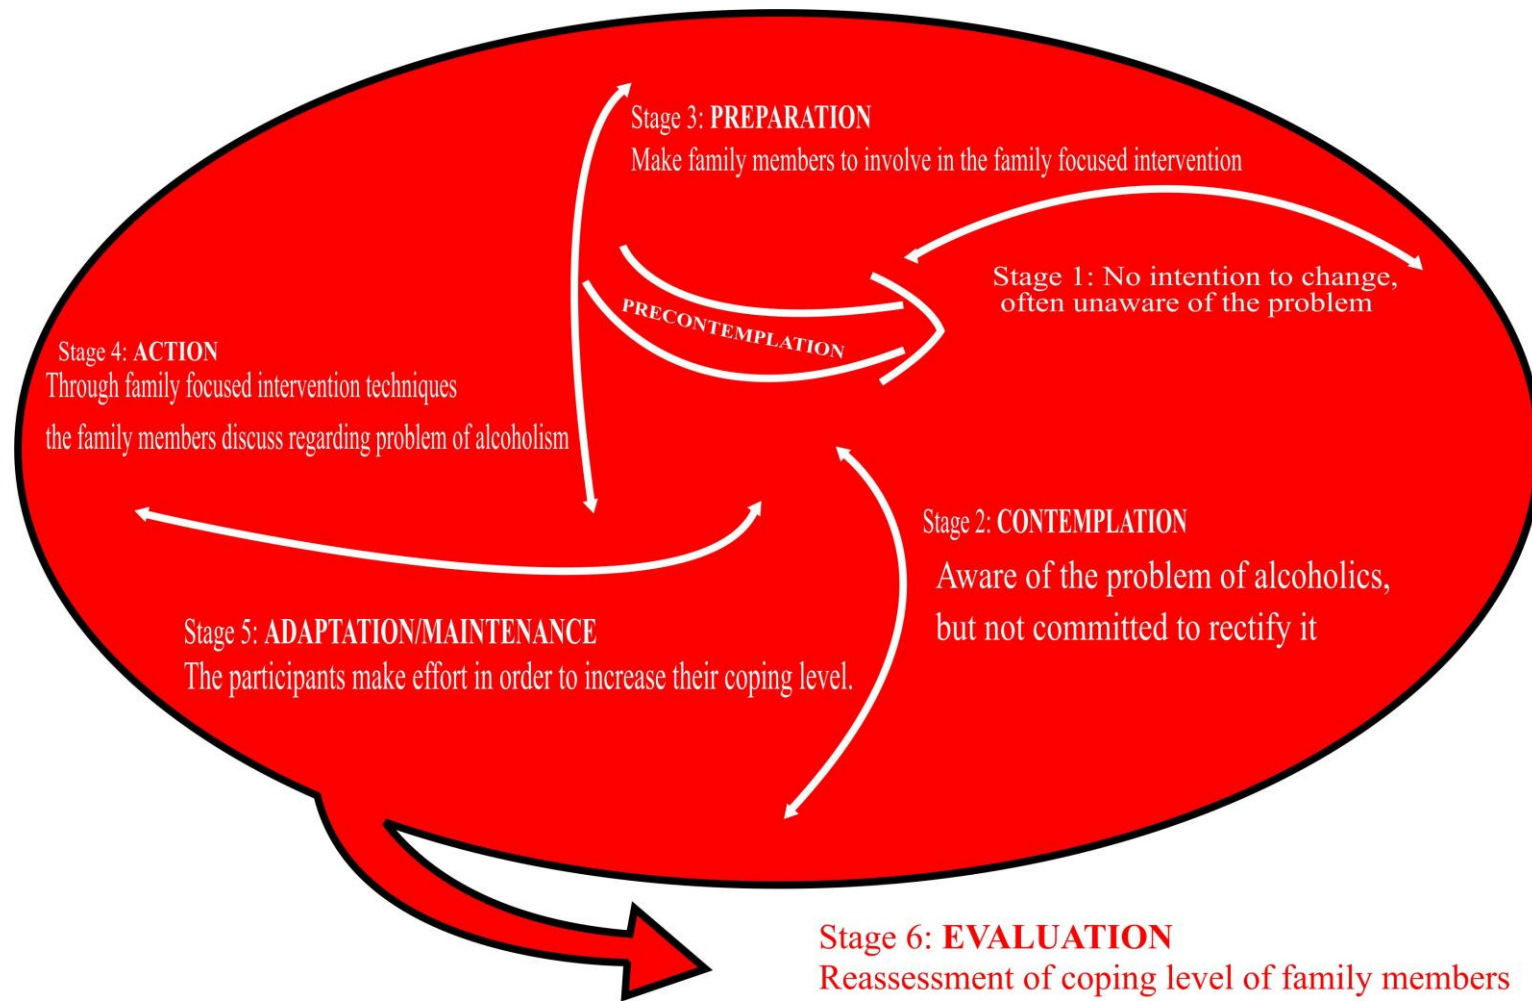 Stage 3: PREPARATION
Make family members to involve in the family focused intervention
PRECONTEMPLATION
Stage 1: No intention to change,
often unaware of the problem
Stage 4: ACTION
Through family focused intervention techniques
the family members discuss regarding problem of alcoholism
Stage 2: CONTEMPLATION
Aware of the problem of alcoholics,
but not committed to rectify it
Stage 5: ADAPTATION/MAINTENANCE
The participants make effort in order to increase their coping level.
Stage 6: EVALUATION
Reassessment of coping level of family members